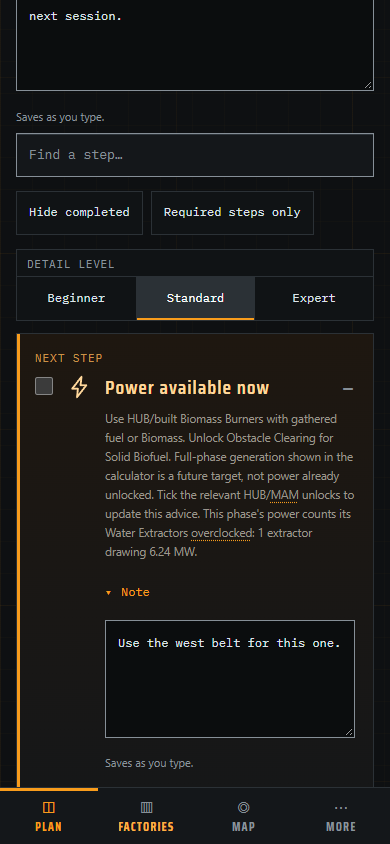 next session.
Saves as you type.
Find a step…
Hide completed
Required steps only
DETAIL LEVEL
Beginner
Standard
Expert
NEXT STEP
Power available now
Use HUB/built Biomass Burners with gathered
fuel or Biomass. Unlock Obstacle Clearing for
Solid Biofuel. Full-phase generation shown in the
calculator is a future target, not power already
unlocked. Tick the relevant HUB/MAM unlocks to
update this advice. This phase's power counts its
Water Extractors overclocked: 1 extractor
drawing 6.24 MW.
▾ Note
Use the west belt for this one.
Saves as you type.
PLAN
FACTORIES
MAP
MORE